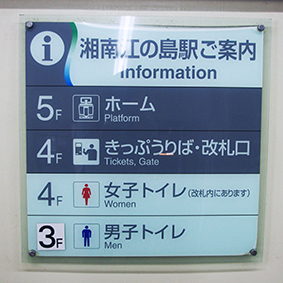 i 湘南江の島駅ご案内
Information
5F ホーム
Platform
4F きっぷうりば・改札口
Tickets, Gate
4F 女子トイレ(改札内にあります)
Women
3F 男子トイレ
Men